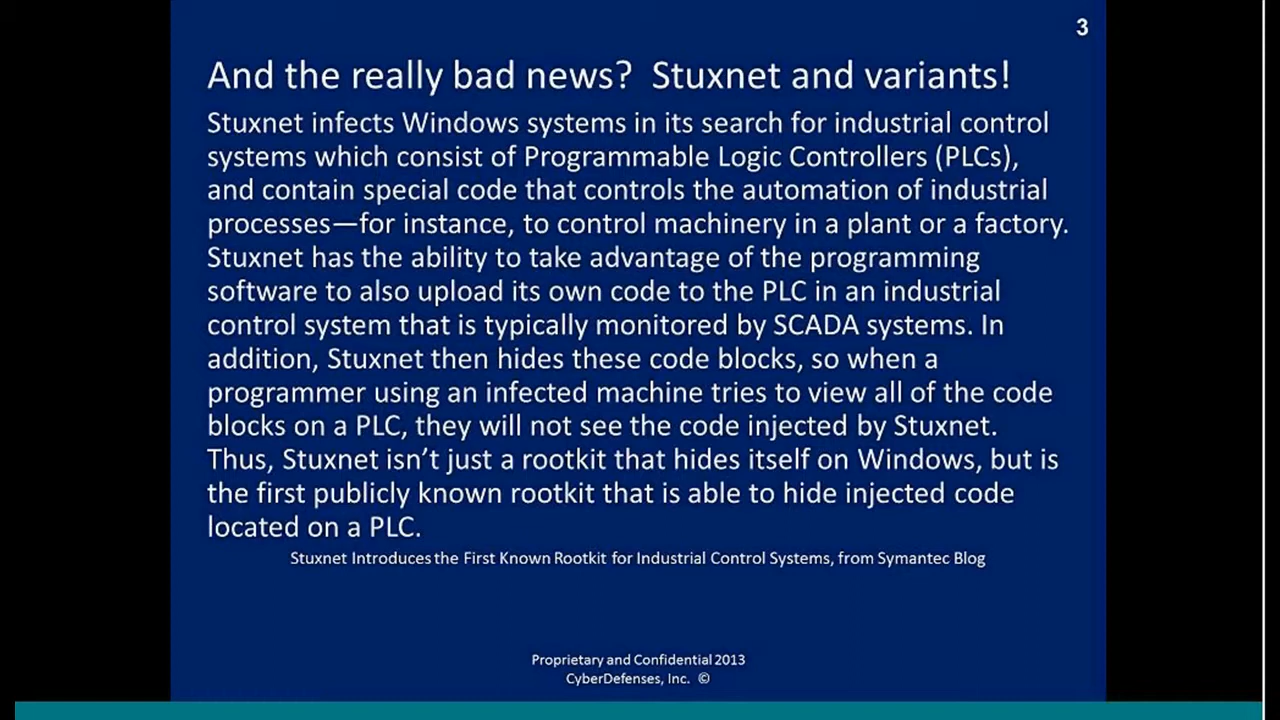 3
And the really bad news?  Stuxnet and variants!
Stuxnet infects Windows systems in its search for industrial control
systems which consist of Programmable Logic Controllers (PLCs),
and contain special code that controls the automation of industrial
processes—for instance, to control machinery in a plant or a factory.
Stuxnet has the ability to take advantage of the programming
software to also upload its own code to the PLC in an industrial
control system that is typically monitored by SCADA systems. In
addition, Stuxnet then hides these code blocks, so when a
programmer using an infected machine tries to view all of the code
blocks on a PLC, they will not see the code injected by Stuxnet.
Thus, Stuxnet isn’t just a rootkit that hides itself on Windows, but is
the first publicly known rootkit that is able to hide injected code
located on a PLC.
Stuxnet Introduces the First Known Rootkit for Industrial Control Systems, from Symantec Blog
Proprietary and Confidential 2013
CyberDefenses, Inc. ©